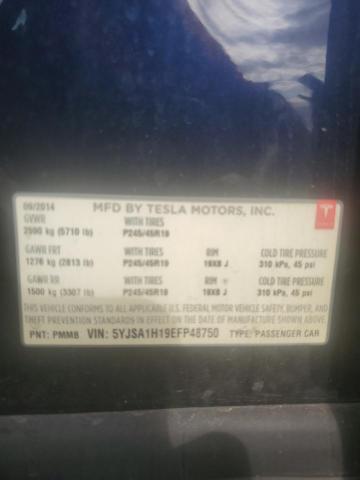 09/2014 MFD BY TESLA MOTORS, INC.
GVWR WITH TIRES
2590 kg (5710 lb) P245/45R19
GAWR FRT WITH TIRES RIM COLD TIRE PRESSURE
1276 kg (2813 lb) P245/45R19 19X8 J 310 kPa, 45 psi
GAWR RR WITH TIRES RIM COLD TIRE PRESSURE
1500 kg (3307 lb) P245/45R19 19X8 J 310 kPa, 45 psi
THIS VEHICLE CONFORMS TO ALL APPLICABLE U.S. FEDERAL MOTOR VEHICLE SAFETY, BUMPER, AND
THEFT PREVENTION STANDARDS IN EFFECT ON THE DATE OF MANUFACTURE SHOWN ABOVE.
PNT: PMMB VIN: 5YJSA1H19EFP48750 TYPE: PASSENGER CAR